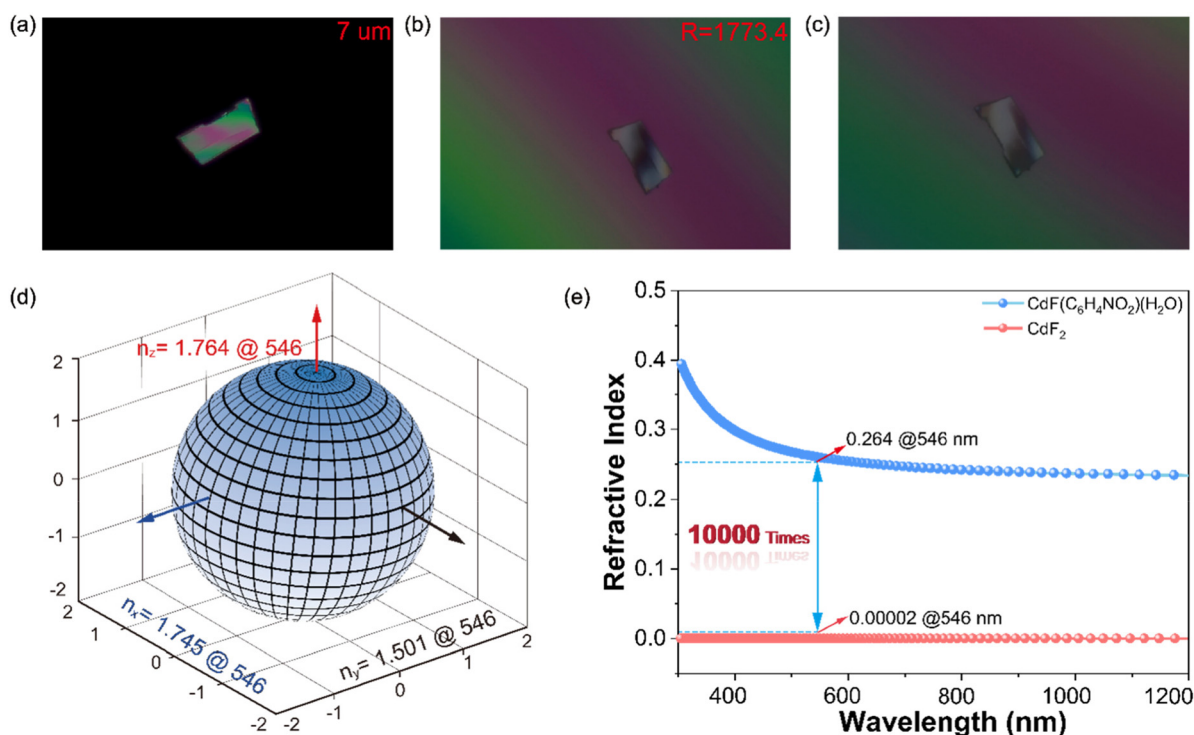 (a)
7 um
(b)
R=1773.4
(c)
(d)
n_z= 1.764 @ 546
2
1
0
-1
-2
2
1
0
-1
-2
n_x= 1.745 @ 546
-2
-1
0
1
2
n_y= 1.501 @ 546
(e)
Refractive Index
0.5
0.4
0.3
0.2
0.1
0.0
CdF(C₆H₄NO₂)(H₂O)
CdF₂
0.264 @546 nm
10000 Times
0.00002 @546 nm
400
600
800
1000
1200
Wavelength (nm)